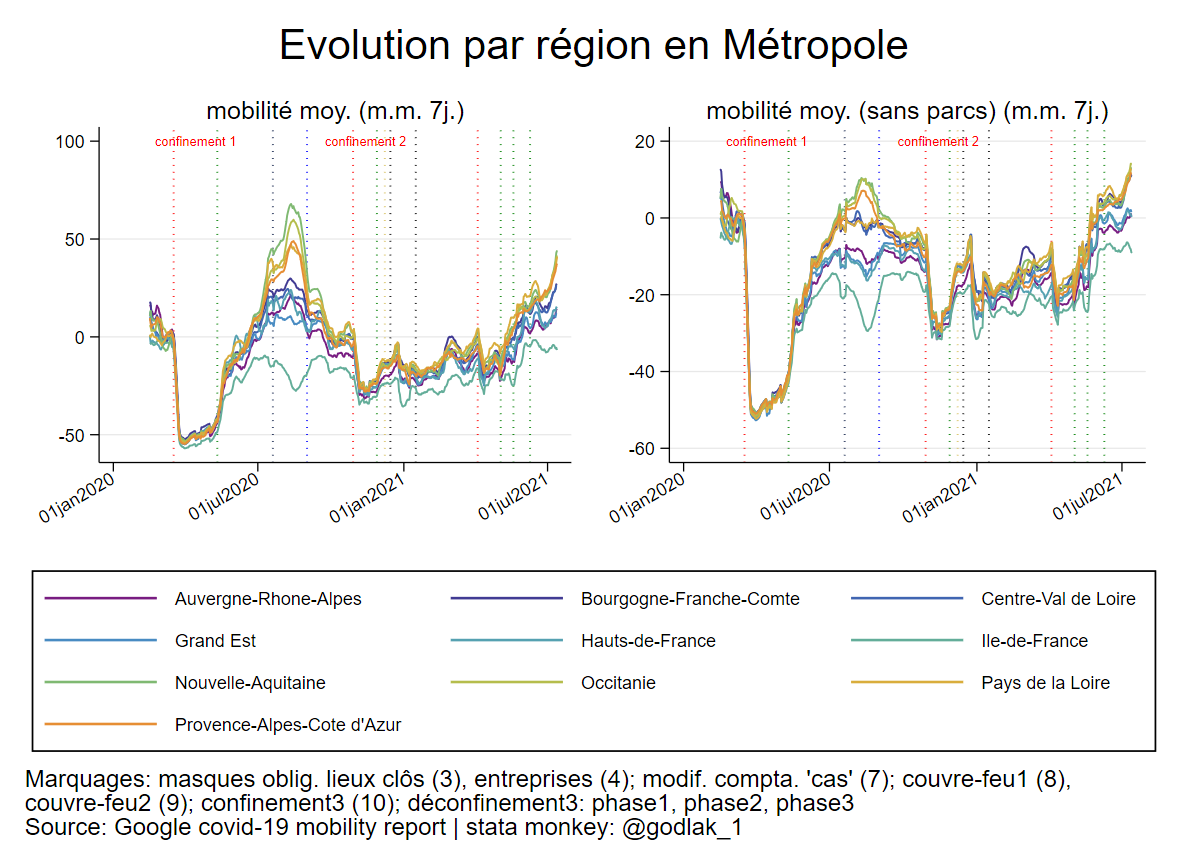 Evolution par région en Métropole
mobilité moy. (m.m. 7j.)
confinement 1
confinement 2
100
50
0
-50
01jan2020
01jul2020
01jan2021
01jul2021
mobilité moy. (sans parcs) (m.m. 7j.)
confinement 1
confinement 2
20
0
-20
-40
-60
01jan2020
01jul2020
01jan2021
01jul2021
Auvergne-Rhone-Alpes
Bourgogne-Franche-Comte
Centre-Val de Loire
Grand Est
Hauts-de-France
Ile-de-France
Nouvelle-Aquitaine
Occitanie
Pays de la Loire
Provence-Alpes-Cote d'Azur
Marquages: masques oblig. lieux clôs (3), entreprises (4); modif. compta. 'cas' (7); couvre-feu1 (8),
couvre-feu2 (9); confinement3 (10); déconfinement3: phase1, phase2, phase3
Source: Google covid-19 mobility report | stata monkey: @godlak_1